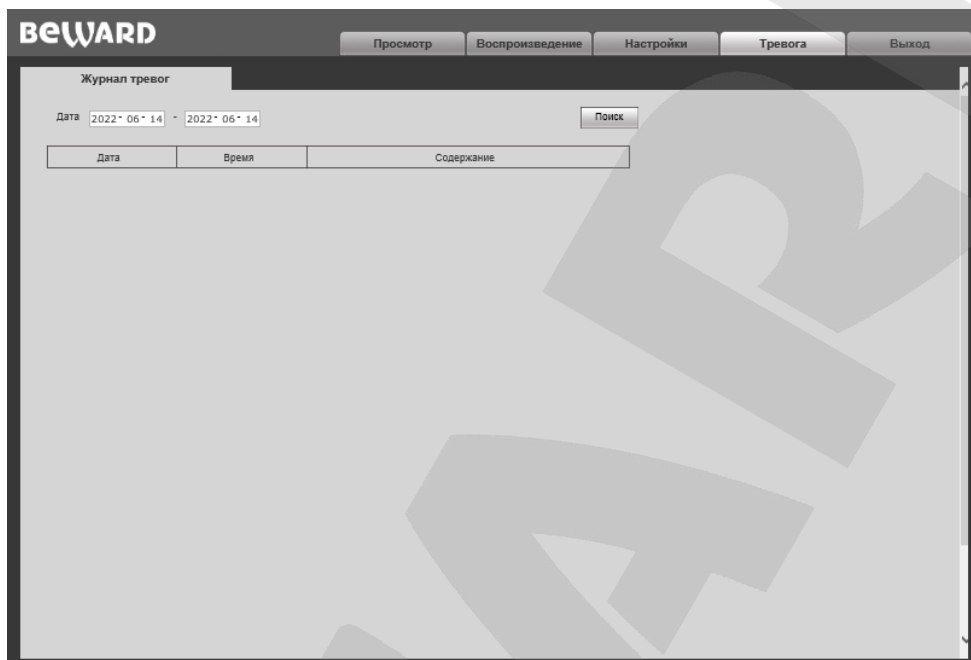 BEWARD
Просмотр Воспроизведение Настройки Тревога Выход
Журнал тревог
Дата 2022- 06- 14 - 2022- 06- 14 Поиск
Дата Время Содержание